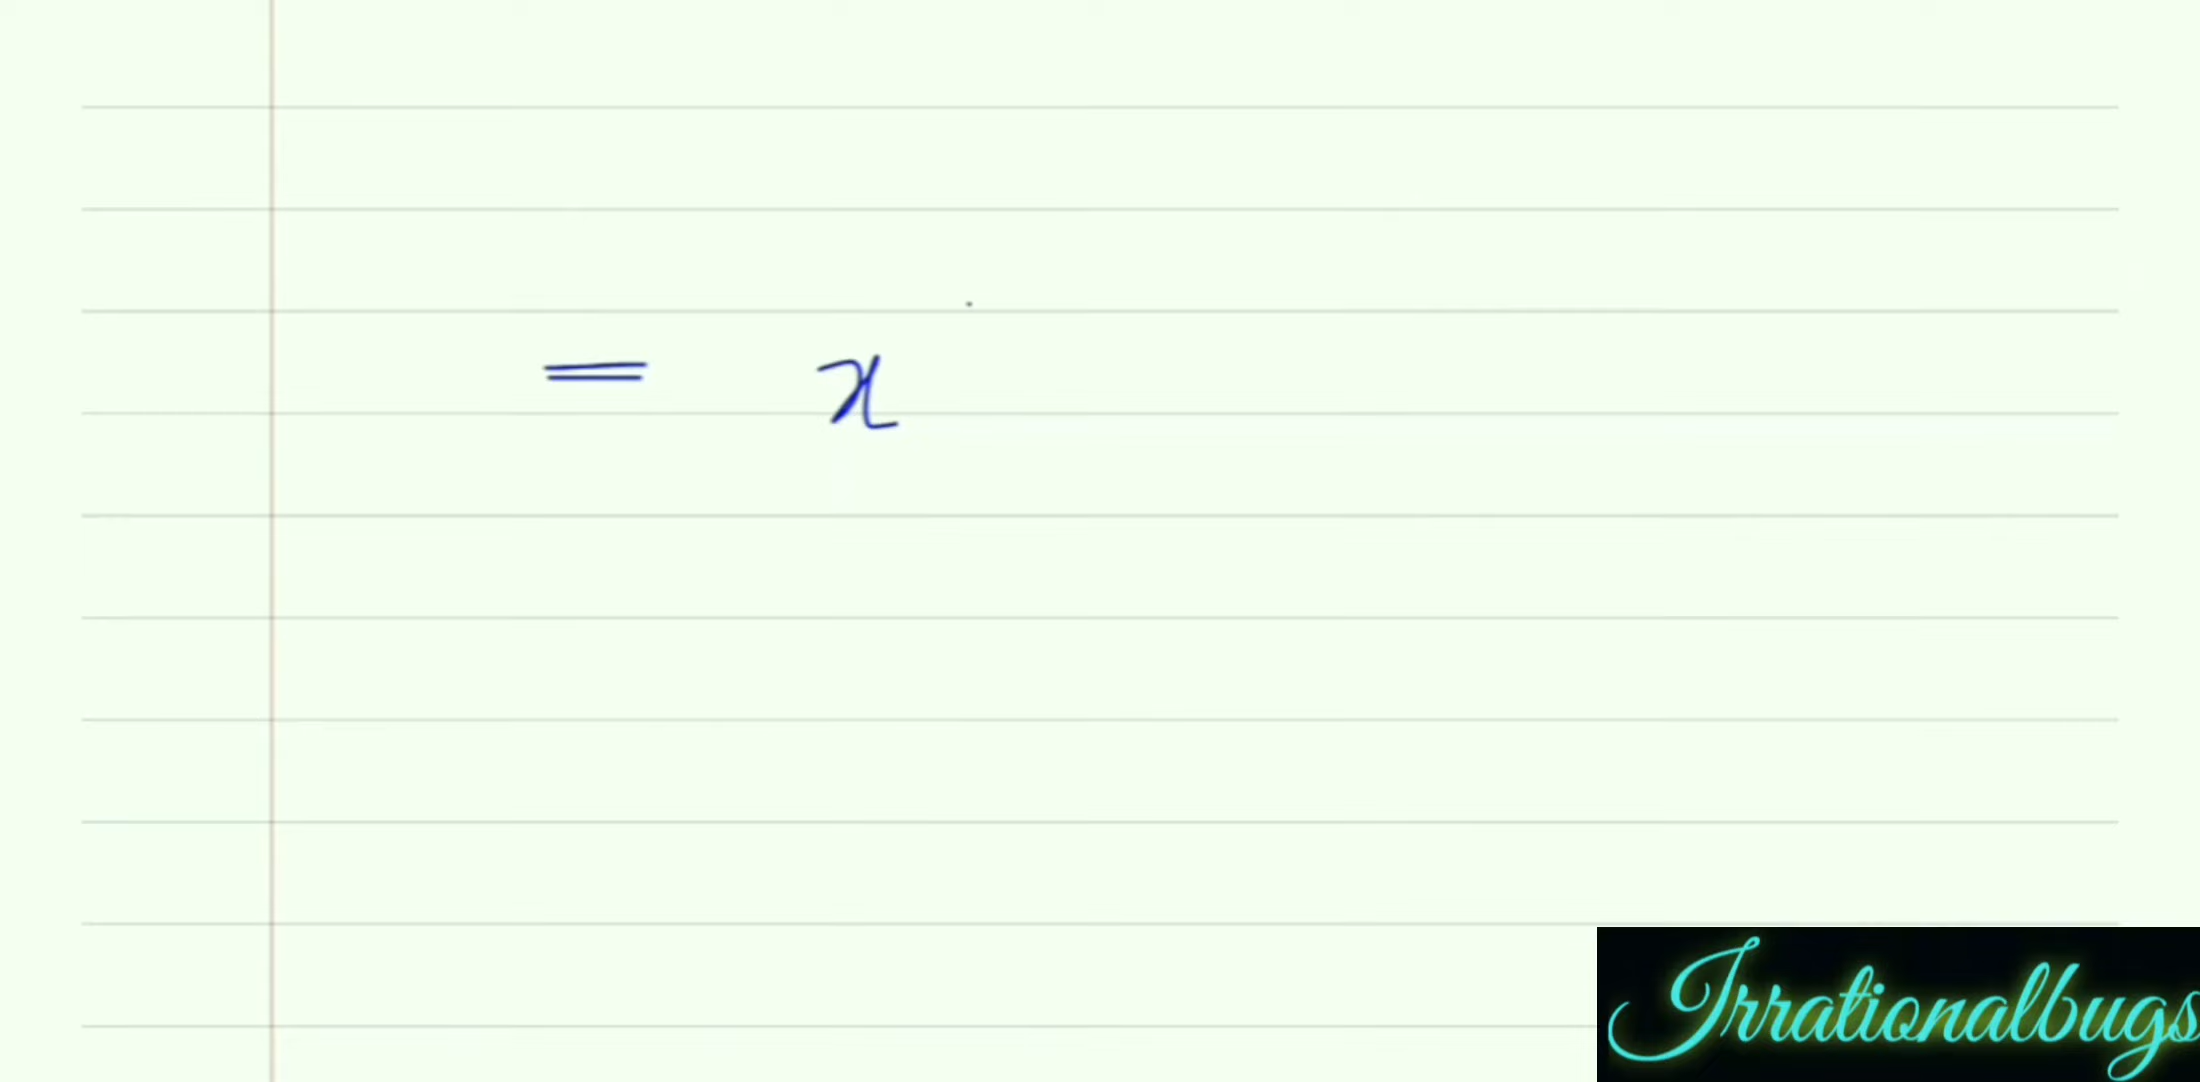 = x
Irrationalbugs